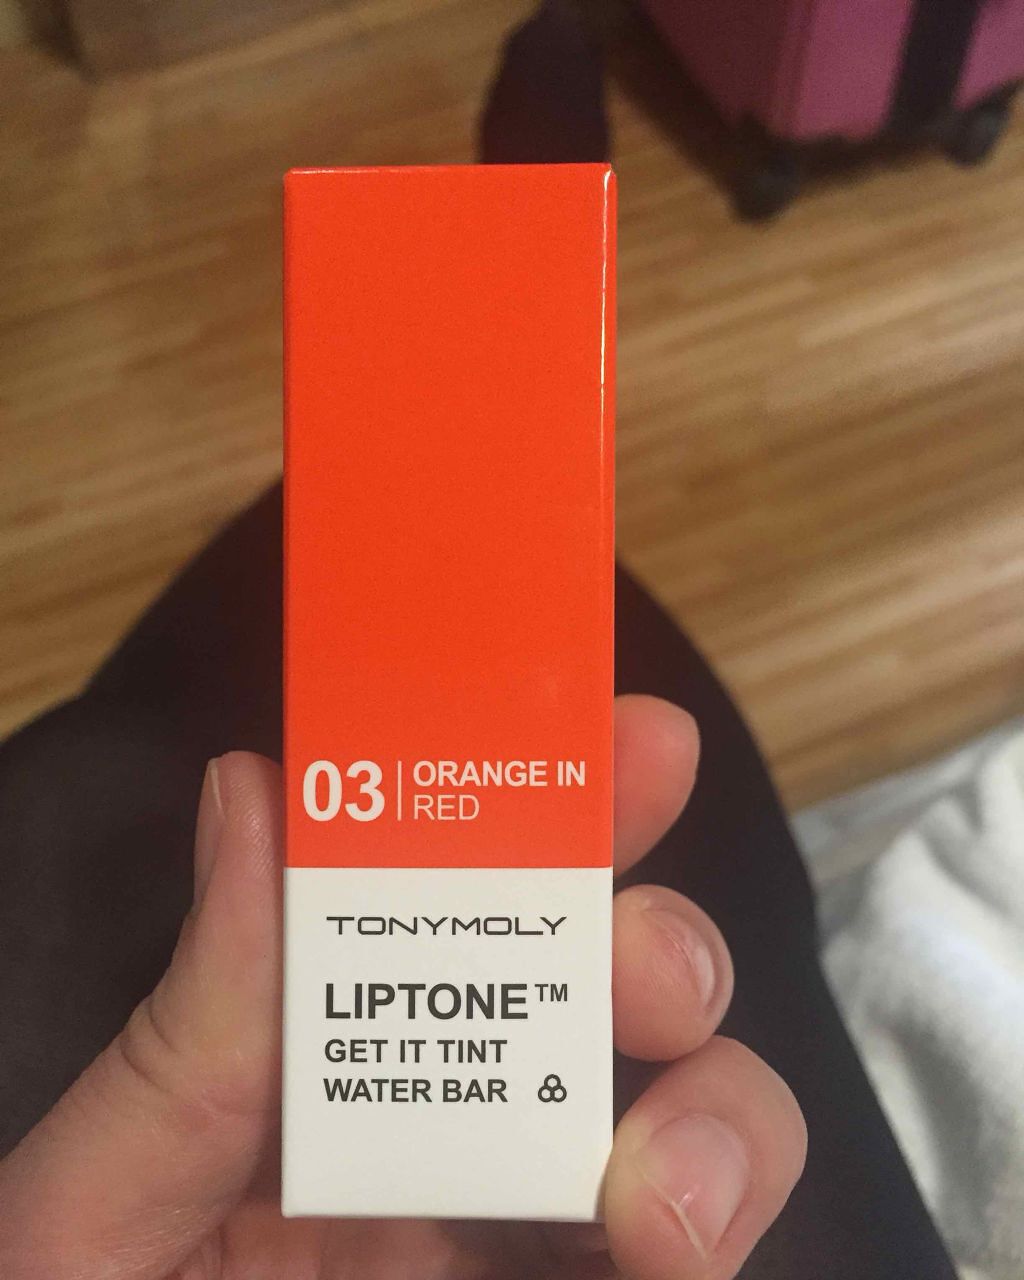 03 | ORANGE IN
RED
TONYMOLY
LIPTONE™
GET IT TINT
WATER BAR